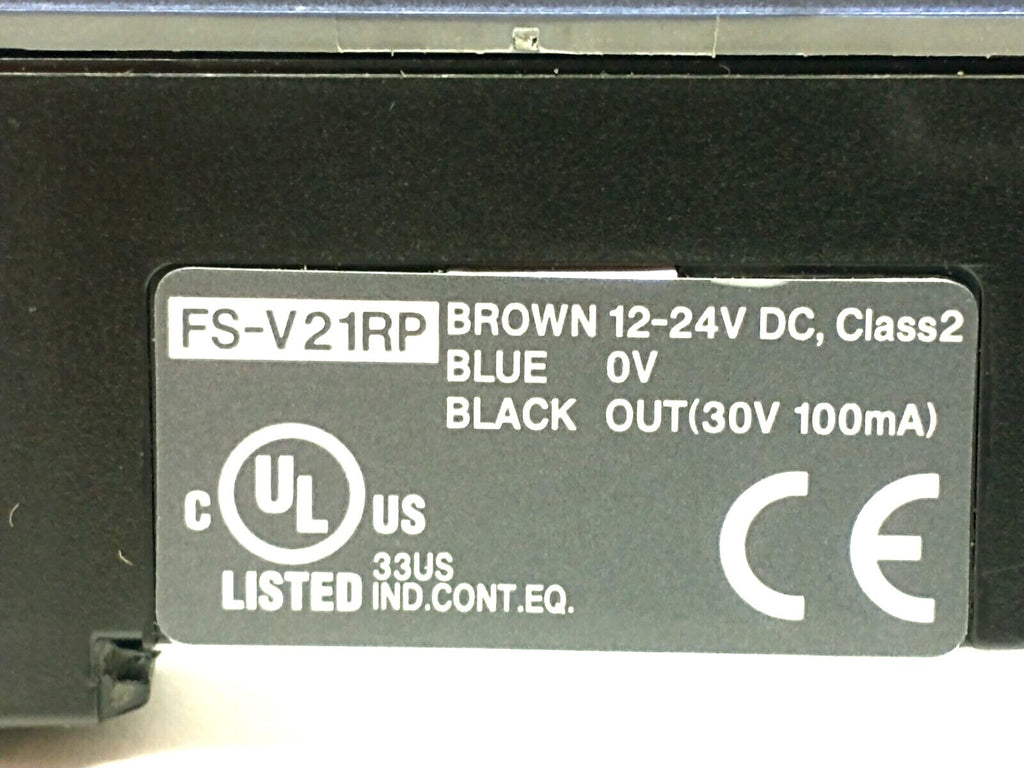 FS-V21RP
BROWN 12-24V DC, Class2
BLUE 0V
BLACK OUT(30V 100mA)
C UL US
LISTED
33US
IND.CONT.EQ.
CE